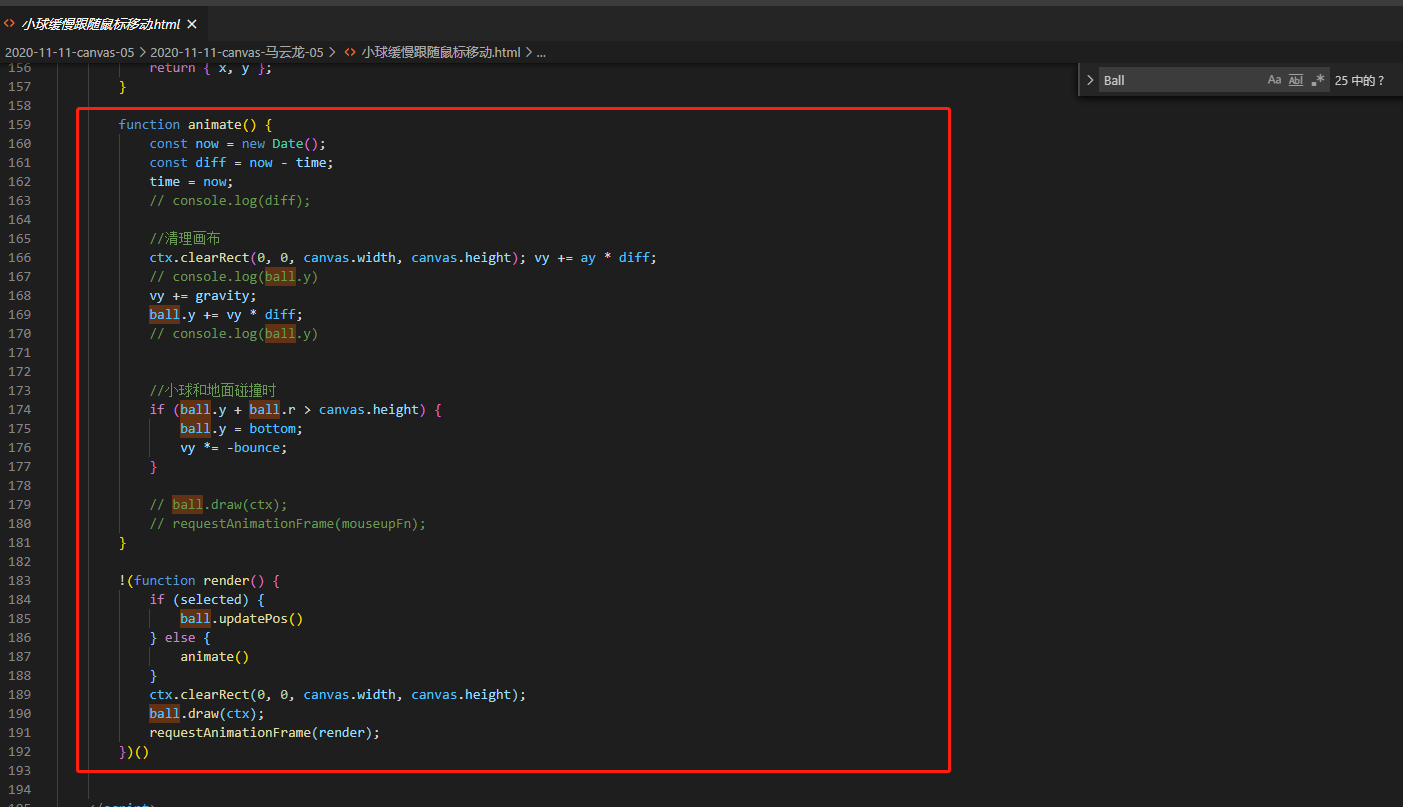 小球缓慢跟随鼠标移动.html
2020-11-11-canvas-05 > 2020-11-11-canvas-马云龙-05 > 小球缓慢跟随鼠标移动.html > ...
Ball Aa Abl .* 25 中的 ?
156 return { x, y };
157 }
158
159 function animate() {
160 const now = new Date();
161 const diff = now - time;
162 time = now;
163 // console.log(diff);
164
165 //清理画布
166 ctx.clearRect(0, 0, canvas.width, canvas.height); vy += ay * diff;
167 // console.log(ball.y)
168 vy += gravity;
169 ball.y += vy * diff;
170 // console.log(ball.y)
171
172
173 //小球和地面碰撞时
174 if (ball.y + ball.r > canvas.height) {
175 ball.y = bottom;
176 vy *= -bounce;
177 }
178
179 // ball.draw(ctx);
180 // requestAnimationFrame(mouseupFn);
181 }
182
183 !(function render() {
184 if (selected) {
185 ball.updatePos()
186 } else {
187 animate()
188 }
189 ctx.clearRect(0, 0, canvas.width, canvas.height);
190 ball.draw(ctx);
191 requestAnimationFrame(render);
192 })()
193
194